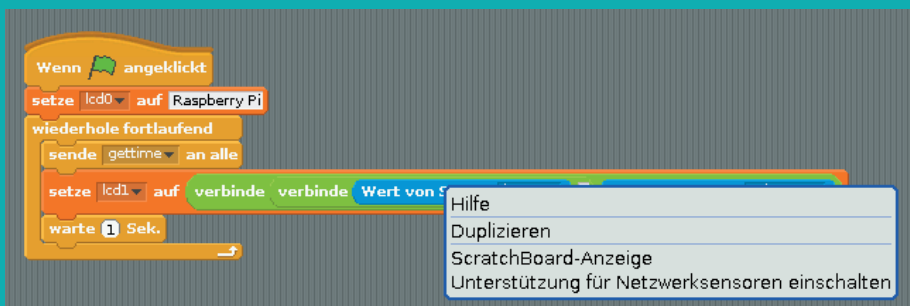 Wenn angeklickt
setze lcd0 auf Raspberry Pi
wiederhole fortlaufend
sende gettime an alle
setze lcd1 auf verbinde verbinde Wert von
warte 1 Sek.
Hilfe
Duplizieren
ScratchBoard-Anzeige
Unterstützung für Netzwerksensoren einschalten